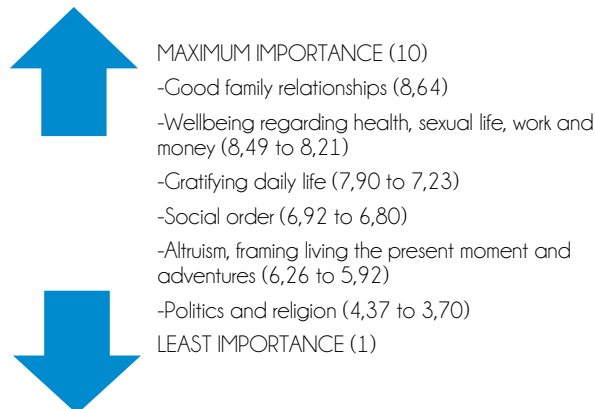 MAXIMUM IMPORTANCE (10)
-Good family relationships (8,64)
-Wellbeing regarding health, sexual life, work and
money (8,49 to 8,21)
-Gratifying daily life (7,90 to 7,23)
-Social order (6,92 to 6,80)
-Altruism, framing living the present moment and
adventures (6,26 to 5,92)
-Politics and religion (4,37 to 3,70)
LEAST IMPORTANCE (1)